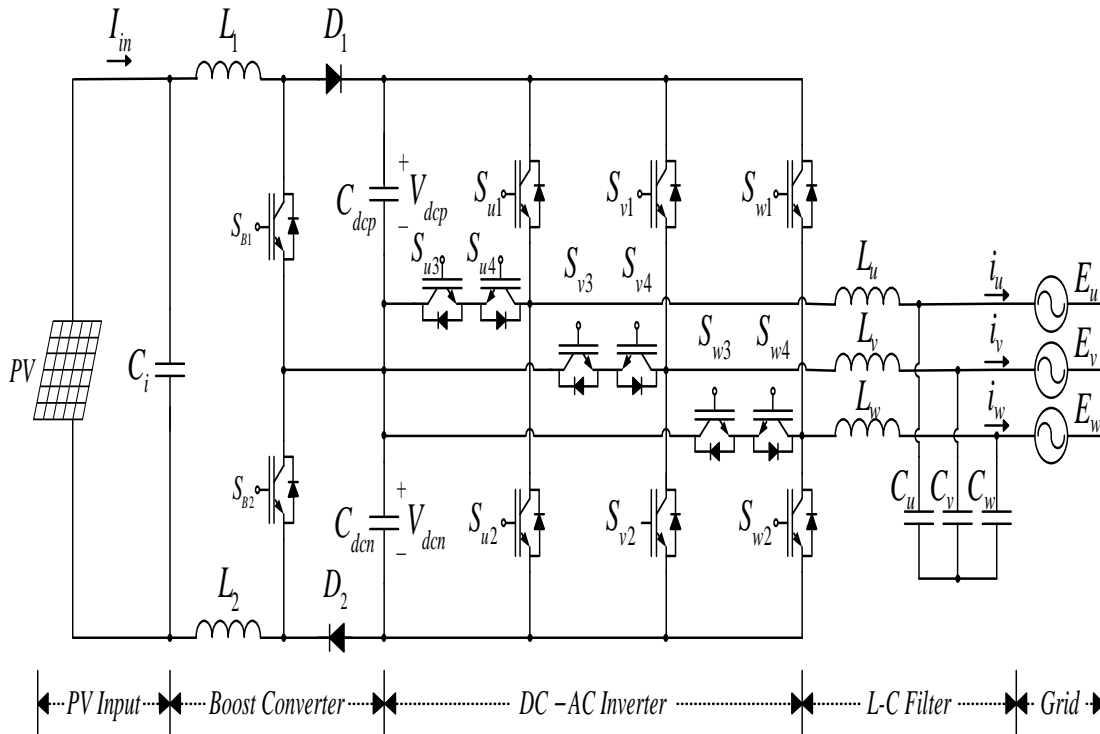 I_in
L_1
D_1
S_B1
C_dcp
+
V_dcp
−
S_u1
S_v1
S_w1
S_u3
S_u4
S_v3
S_v4
S_w3
S_w4
L_u
i_u
E_u
PV
C_i
L_v
i_v
E_v
L_w
i_w
E_w
S_B2
C_dcn
+
V_dcn
−
S_u2
S_v2
S_w2
C_u
C_v
C_w
L_2
D_2
PV Input
Boost Converter
DC –AC Inverter
L-C Filter
Grid